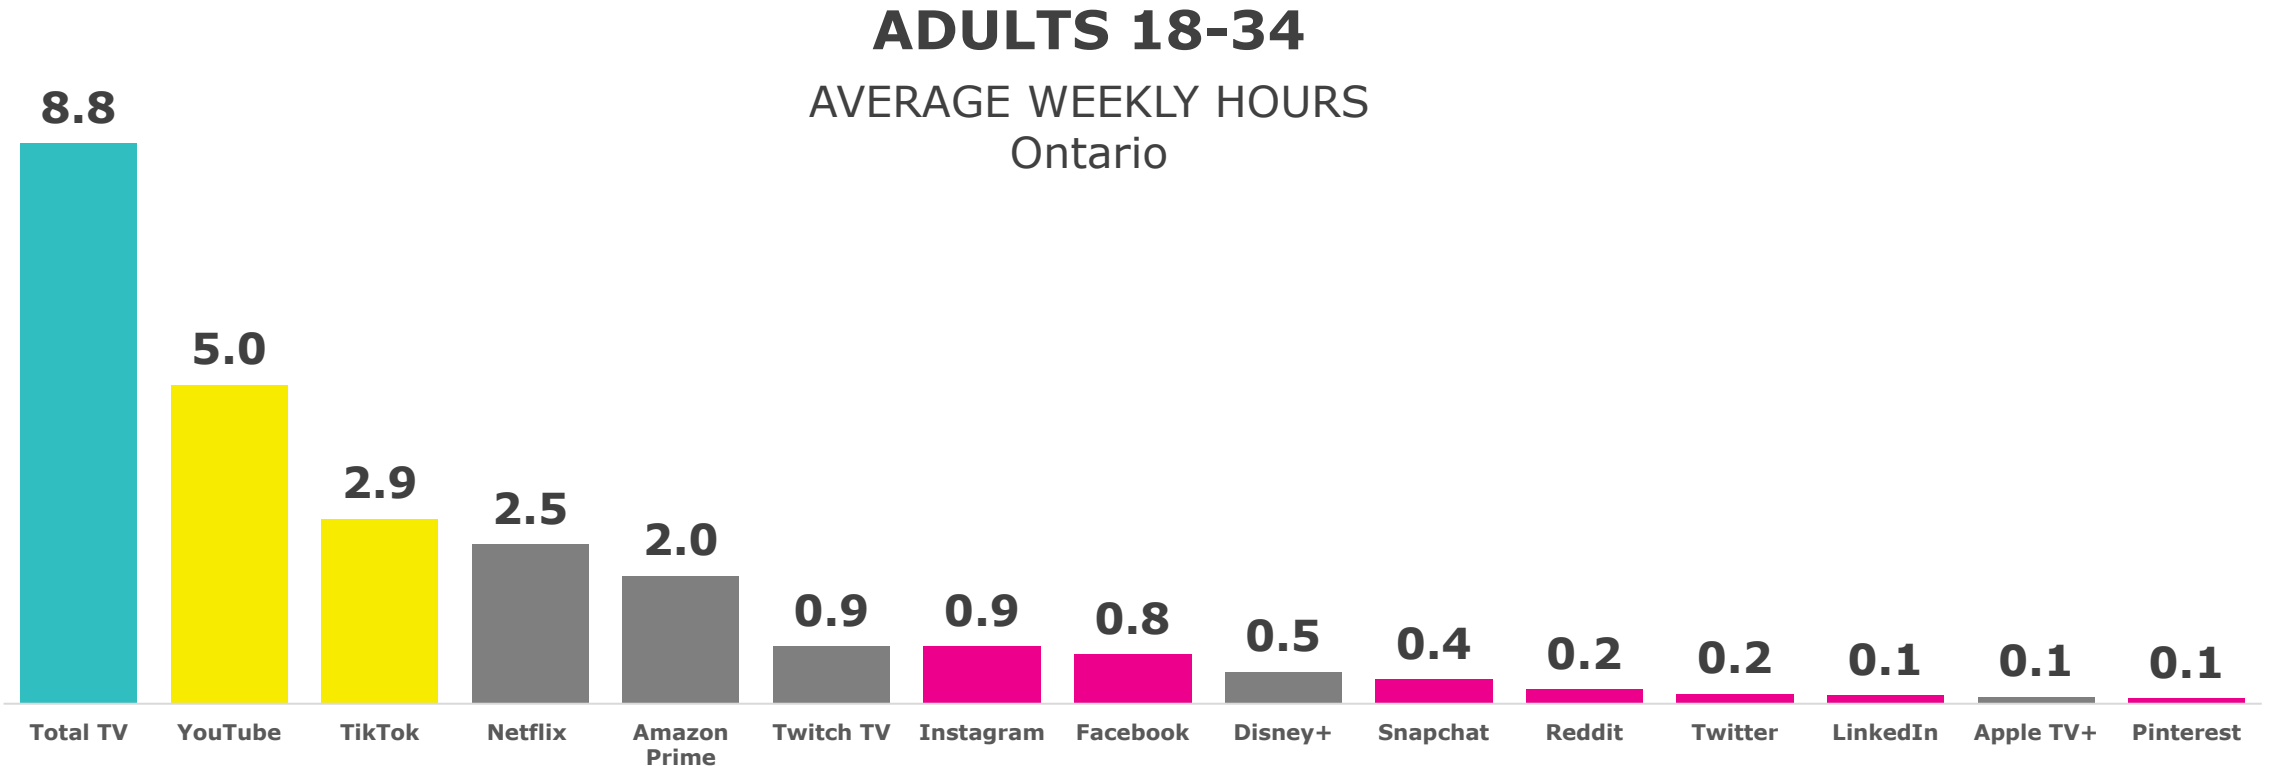 ADULTS 18-34
AVERAGE WEEKLY HOURS
Ontario
8.8
5.0
2.9
2.5
2.0
0.9
0.9
0.8
0.5
0.4
0.2
0.2
0.1
0.1
0.1
Total TV
YouTube
TikTok
Netflix
Amazon
Prime
Twitch TV
Instagram
Facebook
Disney+
Snapchat
Reddit
Twitter
LinkedIn
Apple TV+
Pinterest